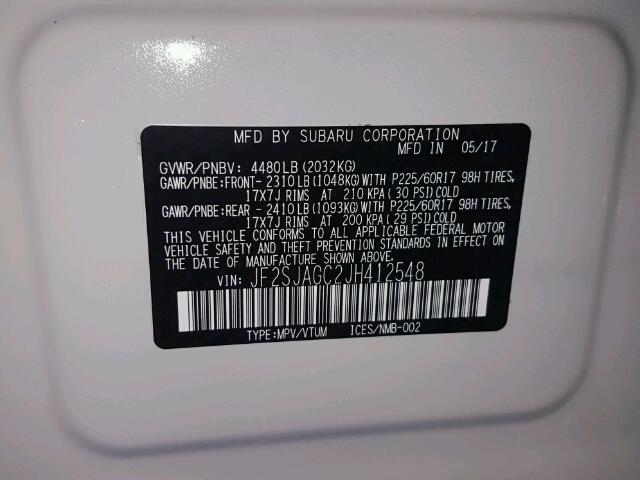 MFD BY SUBARU CORPORATION
MFD IN 05/17
GVWR/PNBV: 4480LB (2032KG)
GAWR/PNBE:FRONT- 2310LB (1048KG) WITH P225/60R17 98H TIRES,
17X7J RIMS AT 210 KPA ( 30 PSI) COLD
GAWR/PNBE:REAR - 2410LB (1093KG) WITH P225/60R17 98H TIRES,
17X7J RIMS AT 200 KPA ( 29 PSI) COLD
THIS VEHICLE CONFORMS TO ALL APPLICABLE FEDERAL MOTOR
VEHICLE SAFETY AND THEFT PREVENTION STANDARDS IN EFFECT ON
THE DATE OF MANUFACTURE SHOWN ABOVE.
VIN: JF2SJAGC2JH412548
TYPE:MPV/VTUM ICES/NMB-002